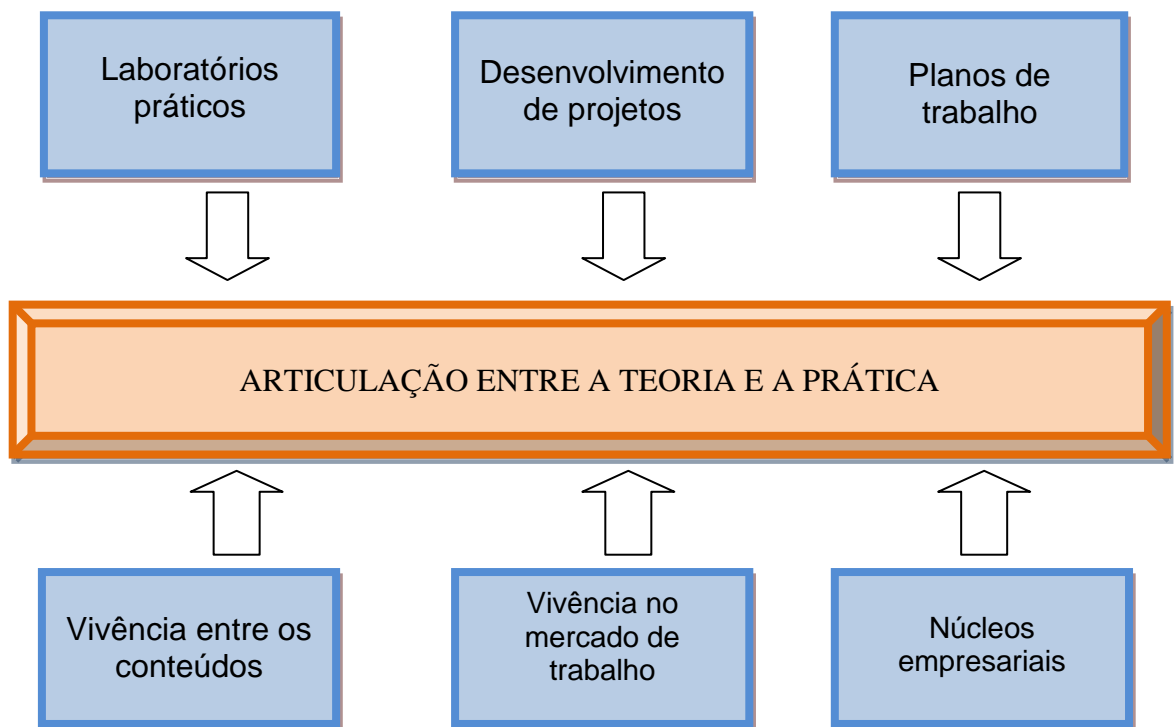 Laboratórios
práticos
Desenvolvimento
de projetos
Planos de
trabalho
ARTICULAÇÃO ENTRE A TEORIA E A PRÁTICA
Vivência entre os
conteúdos
Vivência no
mercado de
trabalho
Núcleos
empresariais